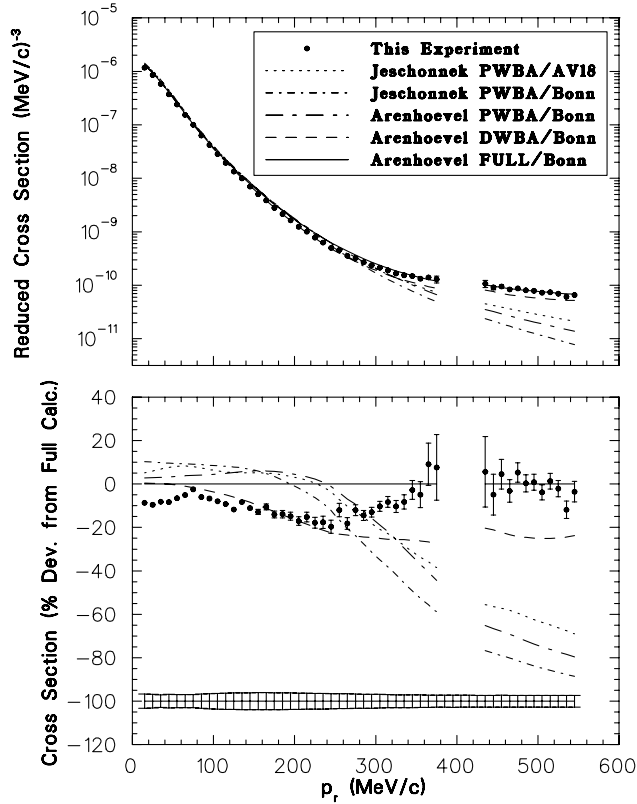 10⁻⁵
10⁻⁶
10⁻⁷
10⁻⁸
10⁻⁹
10⁻¹⁰
10⁻¹¹
Reduced Cross Section (MeV/c)⁻³
This Experiment
Jeschonnek PWBA/AV18
Jeschonnek PWBA/Bonn
Arenhoevel PWBA/Bonn
Arenhoevel DWBA/Bonn
Arenhoevel FULL/Bonn
40
20
0
−20
−40
−60
−80
−100
−120
Cross Section (% Dev. from Full Calc.)
0 100 200 300 400 500 600
pᵣ (MeV/c)